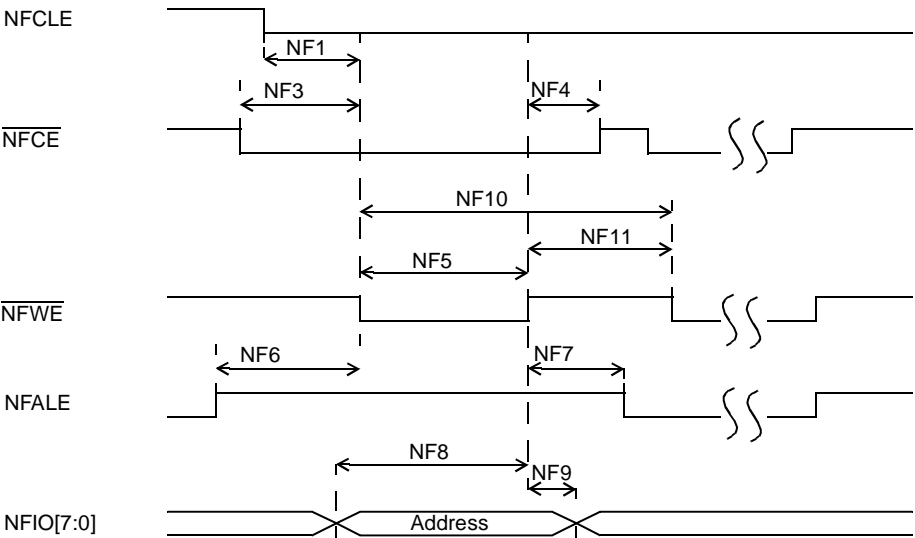 NFCLE
NF1
NF3
NF4
NFCE
NF10
NF11
NF5
NFWE
NF6
NF7
NFALE
NF8
NF9
NFIO[7:0]
Address